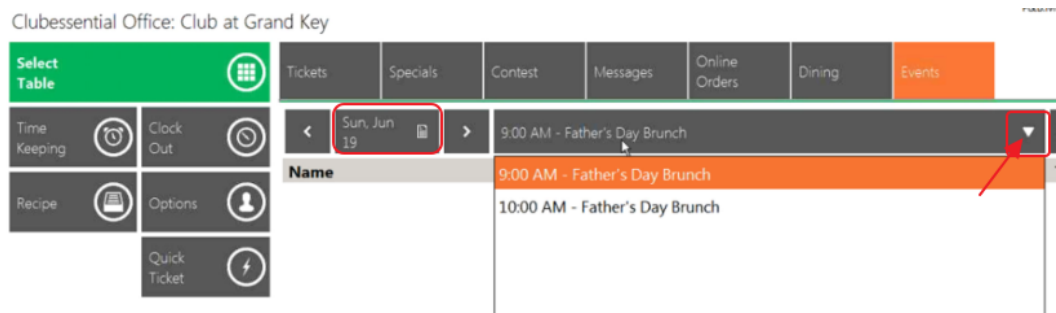 Clubessential Office: Club at Grand Key
Select
Table
Tickets
Specials
Contest
Messages
Online
Orders
Dining
Events
Time
Keeping
Clock
Out
Sun, Jun
19
9:00 AM - Father's Day Brunch
Name
9:00 AM - Father's Day Brunch
10:00 AM - Father's Day Brunch
Recipe
Options
Quick
Ticket